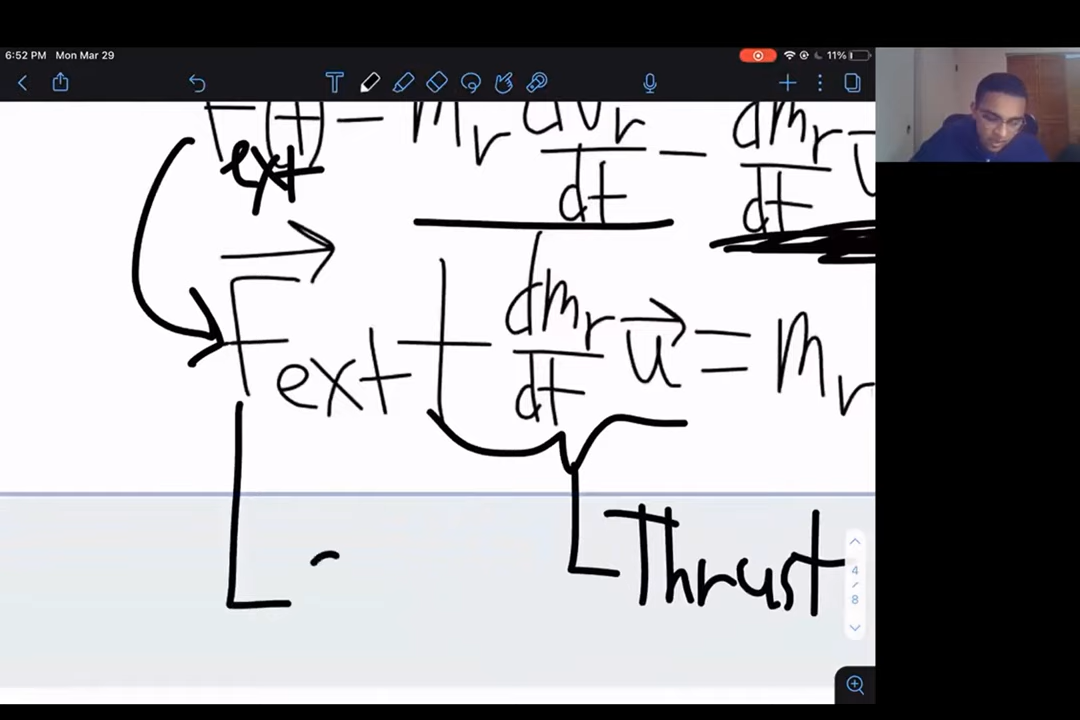 6:52 PM Mon Mar 29 11%
F(t) - m_r dv_r/dt - dm_r/dt
ext
F_ext + dm_r/dt u = m_r
Thrust
4/8